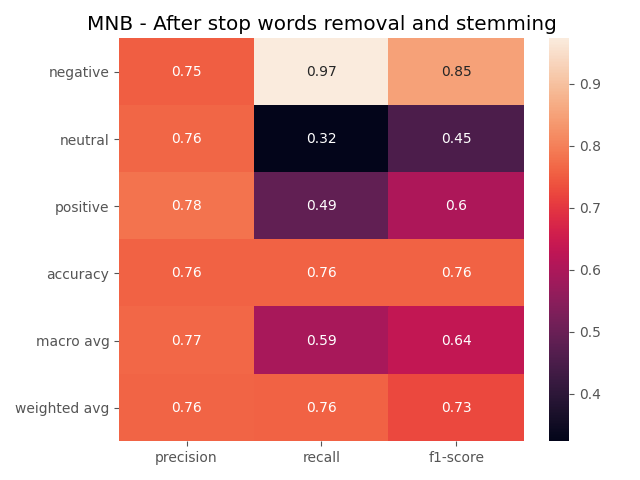 MNB - After stop words removal and stemming
negative 0.75 0.97 0.85
neutral 0.76 0.32 0.45
positive 0.78 0.49 0.6
accuracy 0.76 0.76 0.76
macro avg 0.77 0.59 0.64
weighted avg 0.76 0.76 0.73
precision recall f1-score
0.9
0.8
0.7
0.6
0.5
0.4